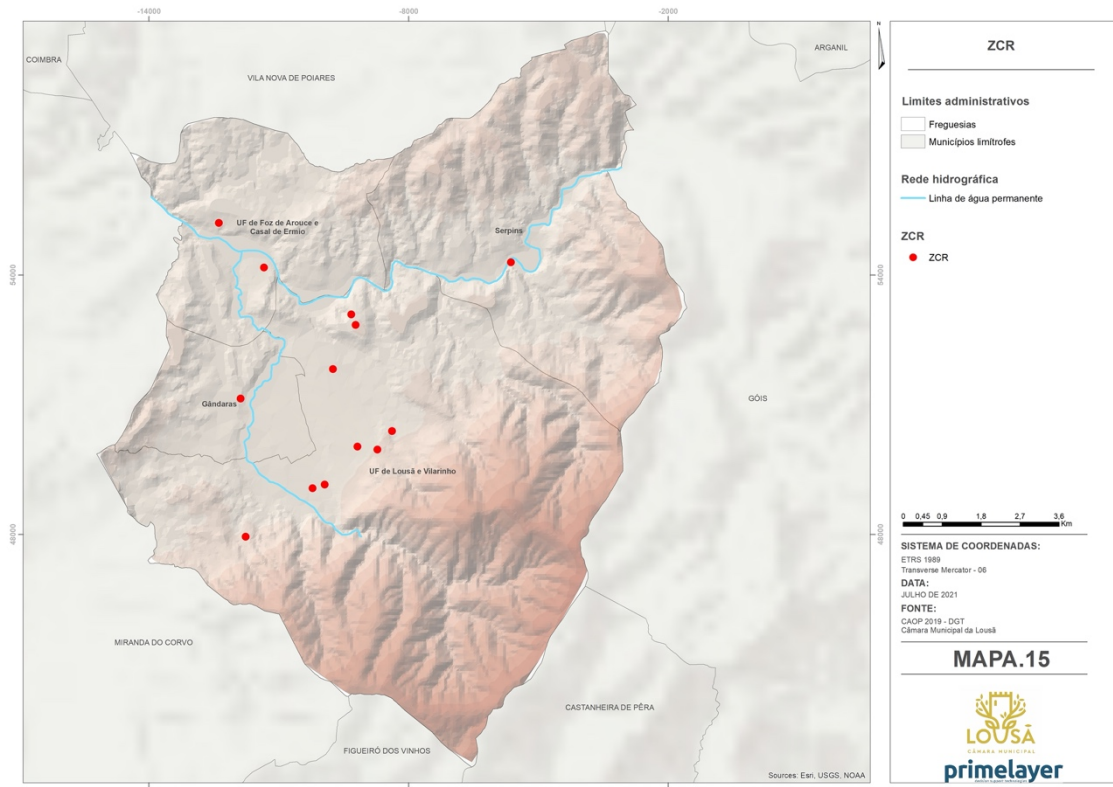 -14000
-8000
-2000
COIMBRA
VILA NOVA DE POIARES
ARGANIL
N
UF de Foz de Arouce e
Casal de Ermio
Serpins
54000
54000
GÓIS
Gândaras
UF de Lousã e Vilarinho
48000
48000
MIRANDA DO CORVO
CASTANHEIRA DE PÊRA
FIGUEIRÓ DOS VINHOS
Sources: Esri, USGS, NOAA
-14000
-8000
-2000
ZCR
Limites administrativos
Freguesias
Municípios limítrofes
Rede hidrográfica
Linha de água permanente
ZCR
ZCR
0 0,45 0,9 1,8 2,7 3,6
Km
SISTEMA DE COORDENADAS:
ETRS 1989
Transverse Mercator - 06
DATA:
JULHO DE 2021
FONTE:
CAOP 2019 - DGT
Câmara Municipal da Lousã
MAPA.15
LOUSÃ
CÂMARA MUNICIPAL
primelayer